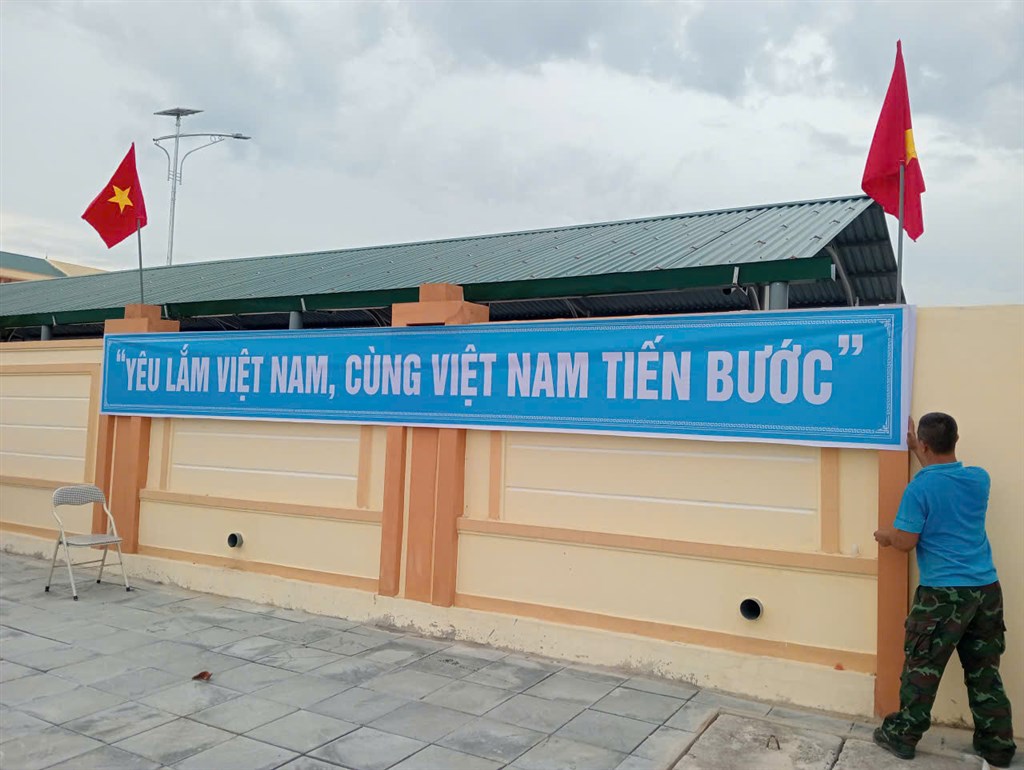 “YÊU LẮM VIỆT NAM, CÙNG VIỆT NAM TIẾN BƯỚC”